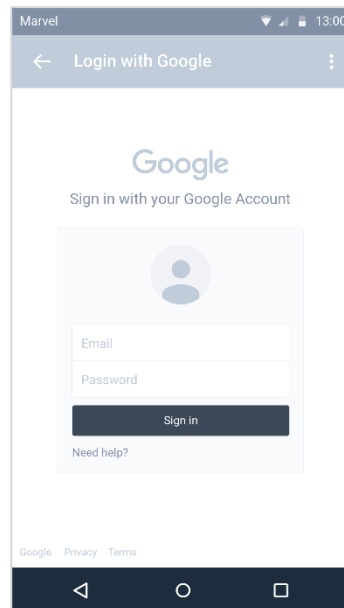 Marvel 13:00
Login with Google
Google
Sign in with your Google Account
Email
Password
Sign in
Need help?
Google Privacy Terms